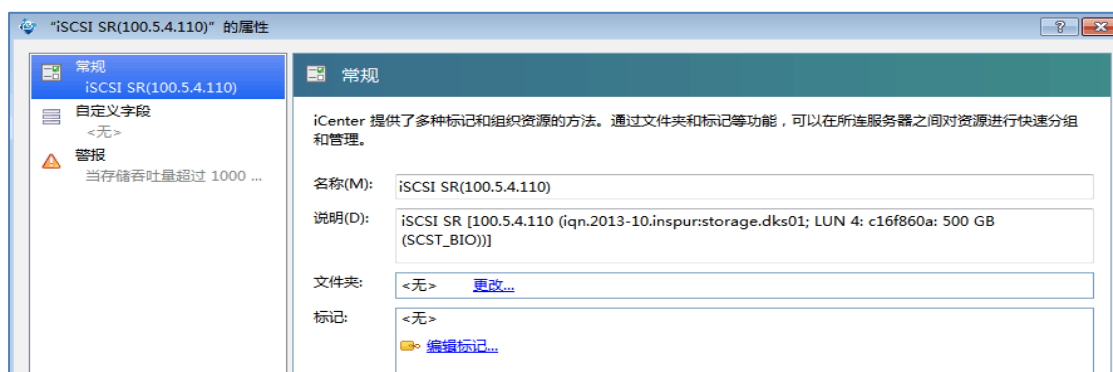 “iSCSI SR(100.5.4.110)” 的属性
常规
iSCSI SR(100.5.4.110)
自定义字段
<无>
警报
当存储吞吐量超过 1000 ...
常规
iCenter 提供了多种标记和组织资源的方法。通过文件夹和标记等功能，可以在所连服务器之间对资源进行快速分组
和管理。
名称(M):
iSCSI SR(100.5.4.110)
说明(D):
iSCSI SR [100.5.4.110 (iqn.2013-10.inspur:storage.dks01; LUN 4: c16f860a: 500 GB
(SCST_BIO))]
文件夹:
<无> 更改...
标记:
<无>
编辑标记...